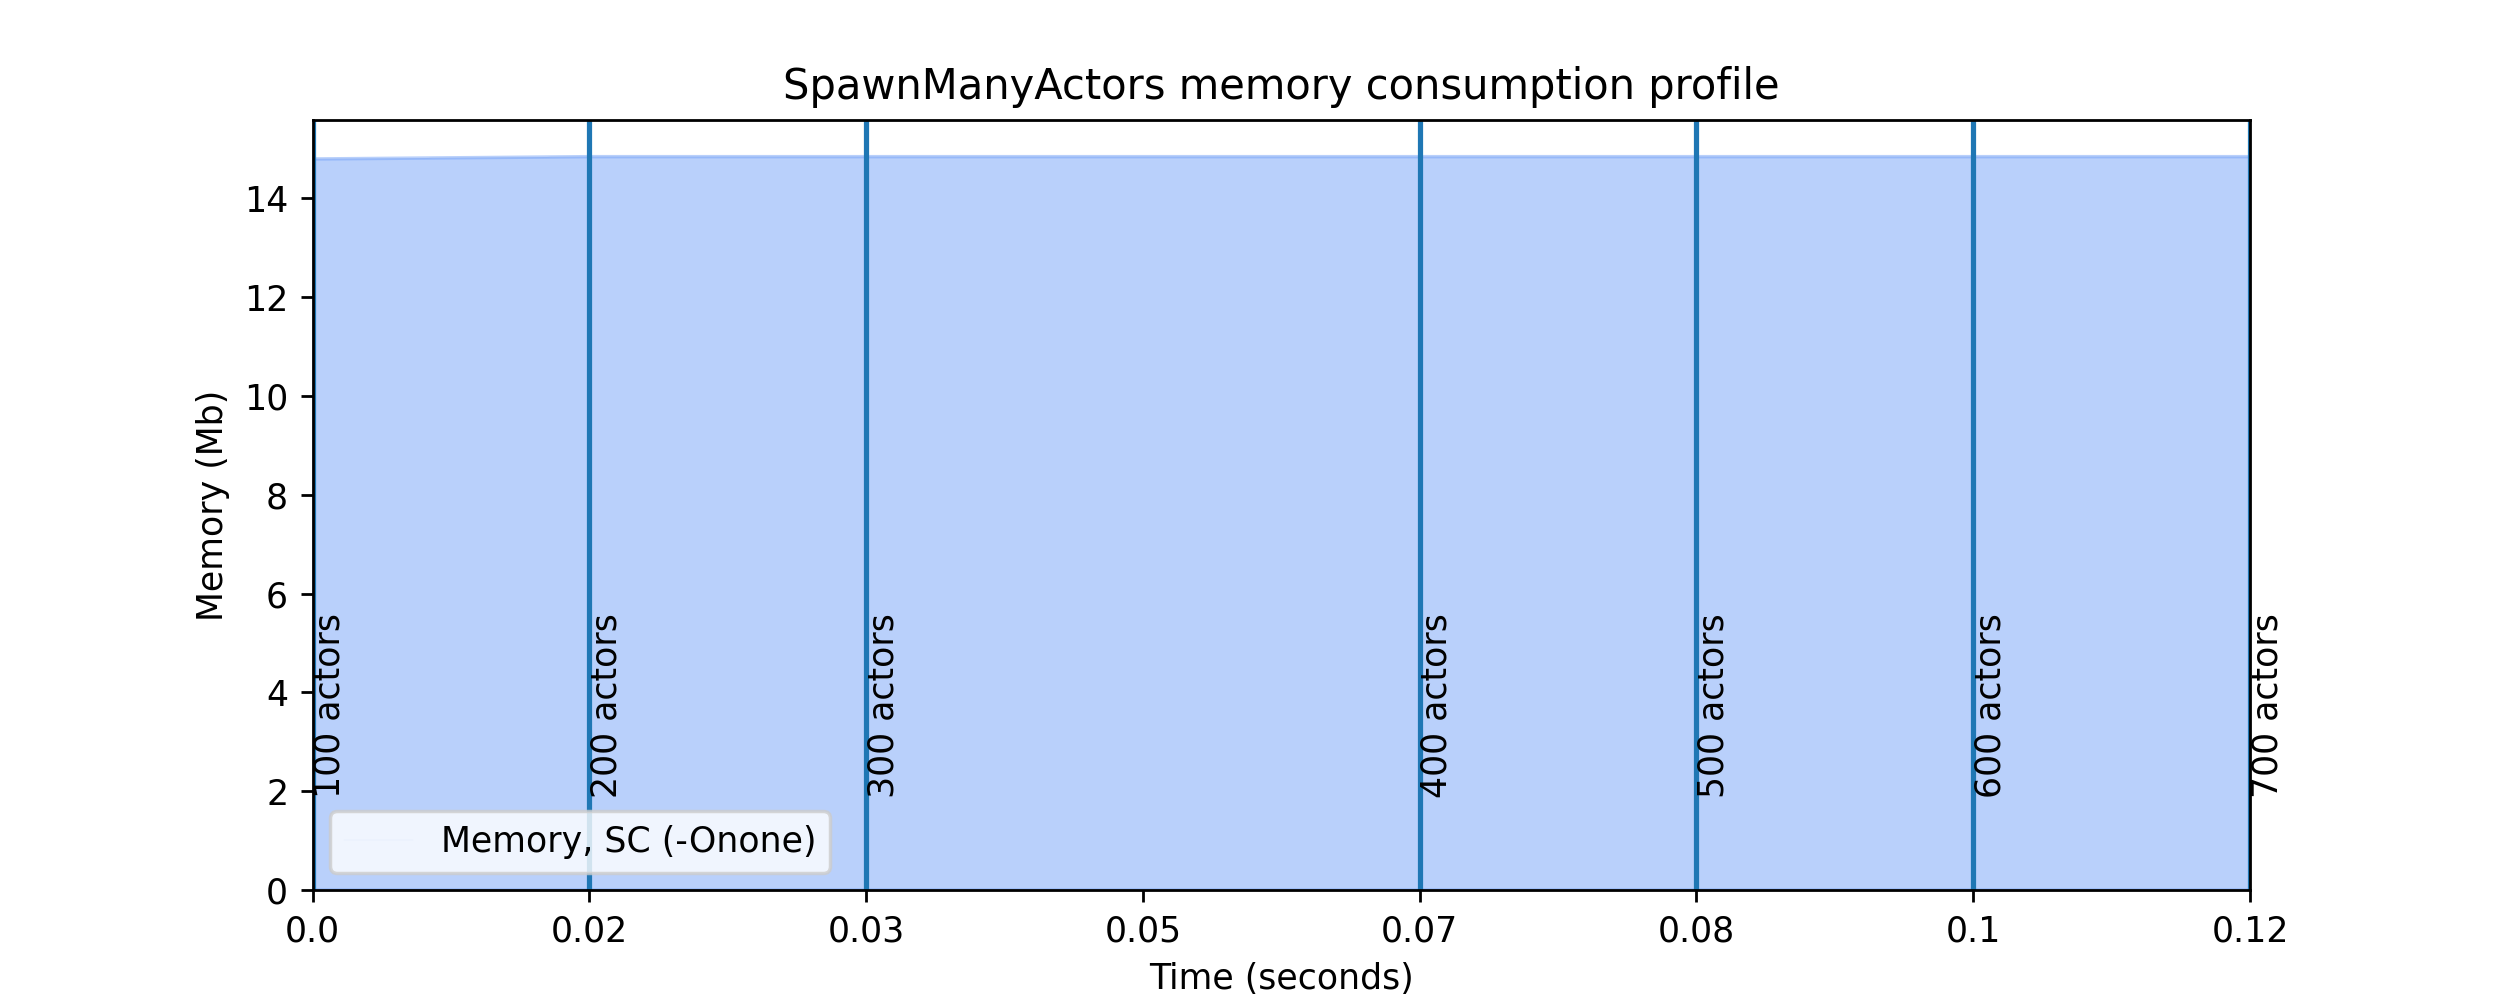 SpawnManyActors memory consumption profile
Memory (Mb)
14
12
10
8
6
4
2
0
100 actors
200 actors
300 actors
400 actors
500 actors
600 actors
700 actors
Memory, SC (-Onone)
0.0 0.02 0.03 0.05 0.07 0.08 0.1 0.12
Time (seconds)